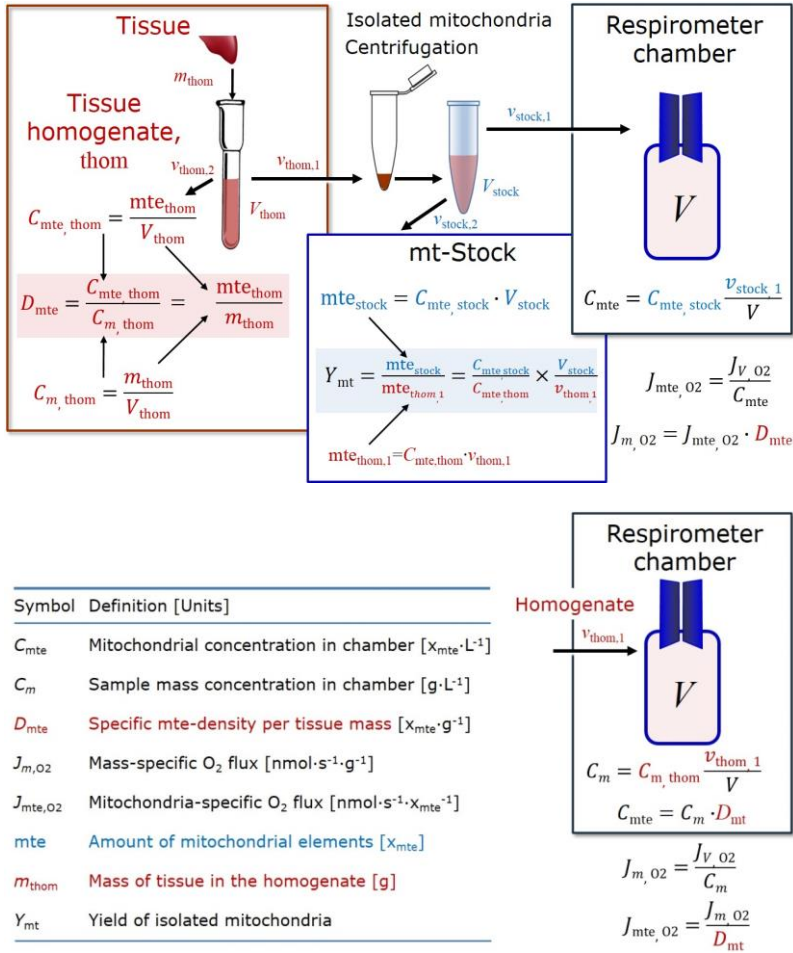 Tissue
m_thom
Tissue
homogenate,
thom
v_thom,2
v_thom,1
V_thom
C_mte, thom = mte_thom / V_thom
D_mte = C_mte, thom / C_m, thom = mte_thom / m_thom
C_m, thom = m_thom / V_thom
Isolated mitochondria
Centrifugation
v_stock,1
V_stock
v_stock,2
mt-Stock
mte_stock = C_mte, stock · V_stock
Y_mt = mte_stock / mte_thom,1 = C_mte,stock / C_mte,thom × V_stock / v_thom,1
mte_thom,1=C_mte,thom·v_thom,1
Respirometer
chamber
V
C_mte = C_mte, stock v_stock, 1 / V
J_mte, O2 = J_V, O2 / C_mte
J_m, O2 = J_mte, O2 · D_mte
Symbol Definition [Units]
C_mte Mitochondrial concentration in chamber [x_mte·L⁻¹]
C_m Sample mass concentration in chamber [g·L⁻¹]
D_mte Specific mte-density per tissue mass [x_mte·g⁻¹]
J_m,O2 Mass-specific O₂ flux [nmol·s⁻¹·g⁻¹]
J_mte,O2 Mitochondria-specific O₂ flux [nmol·s⁻¹·x_mte⁻¹]
mte Amount of mitochondrial elements [x_mte]
m_thom Mass of tissue in the homogenate [g]
Y_mt Yield of isolated mitochondria
Homogenate
v_thom,1
Respirometer
chamber
V
C_m = C_m, thom v_thom, 1 / V
C_mte = C_m · D_mt
J_m, O2 = J_V, O2 / C_m
J_mte, O2 = J_m, O2 / D_mt